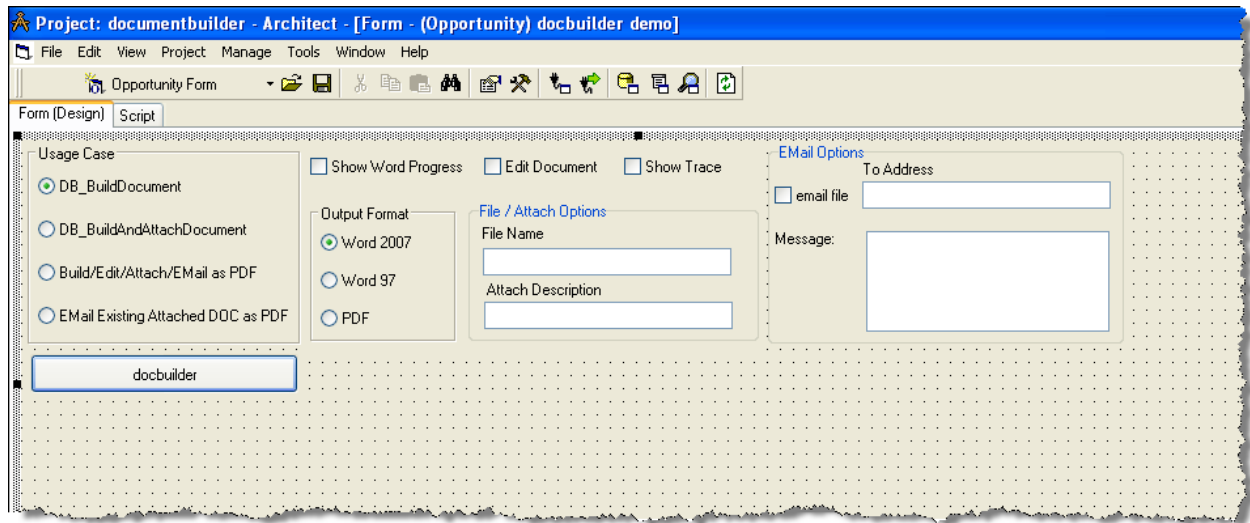 Project: documentbuilder - Architect - [Form - (Opportunity) docbuilder demo]
File Edit View Project Manage Tools Window Help
Opportunity Form
Form (Design) Script
Usage Case
DB_BuildDocument
DB_BuildAndAttachDocument
Build/Edit/Attach/EMail as PDF
EMail Existing Attached DOC as PDF
docbuilder
Show Word Progress Edit Document Show Trace
Output Format
Word 2007
Word 97
PDF
File / Attach Options
File Name
Attach Description
EMail Options
To Address
email file
Message: